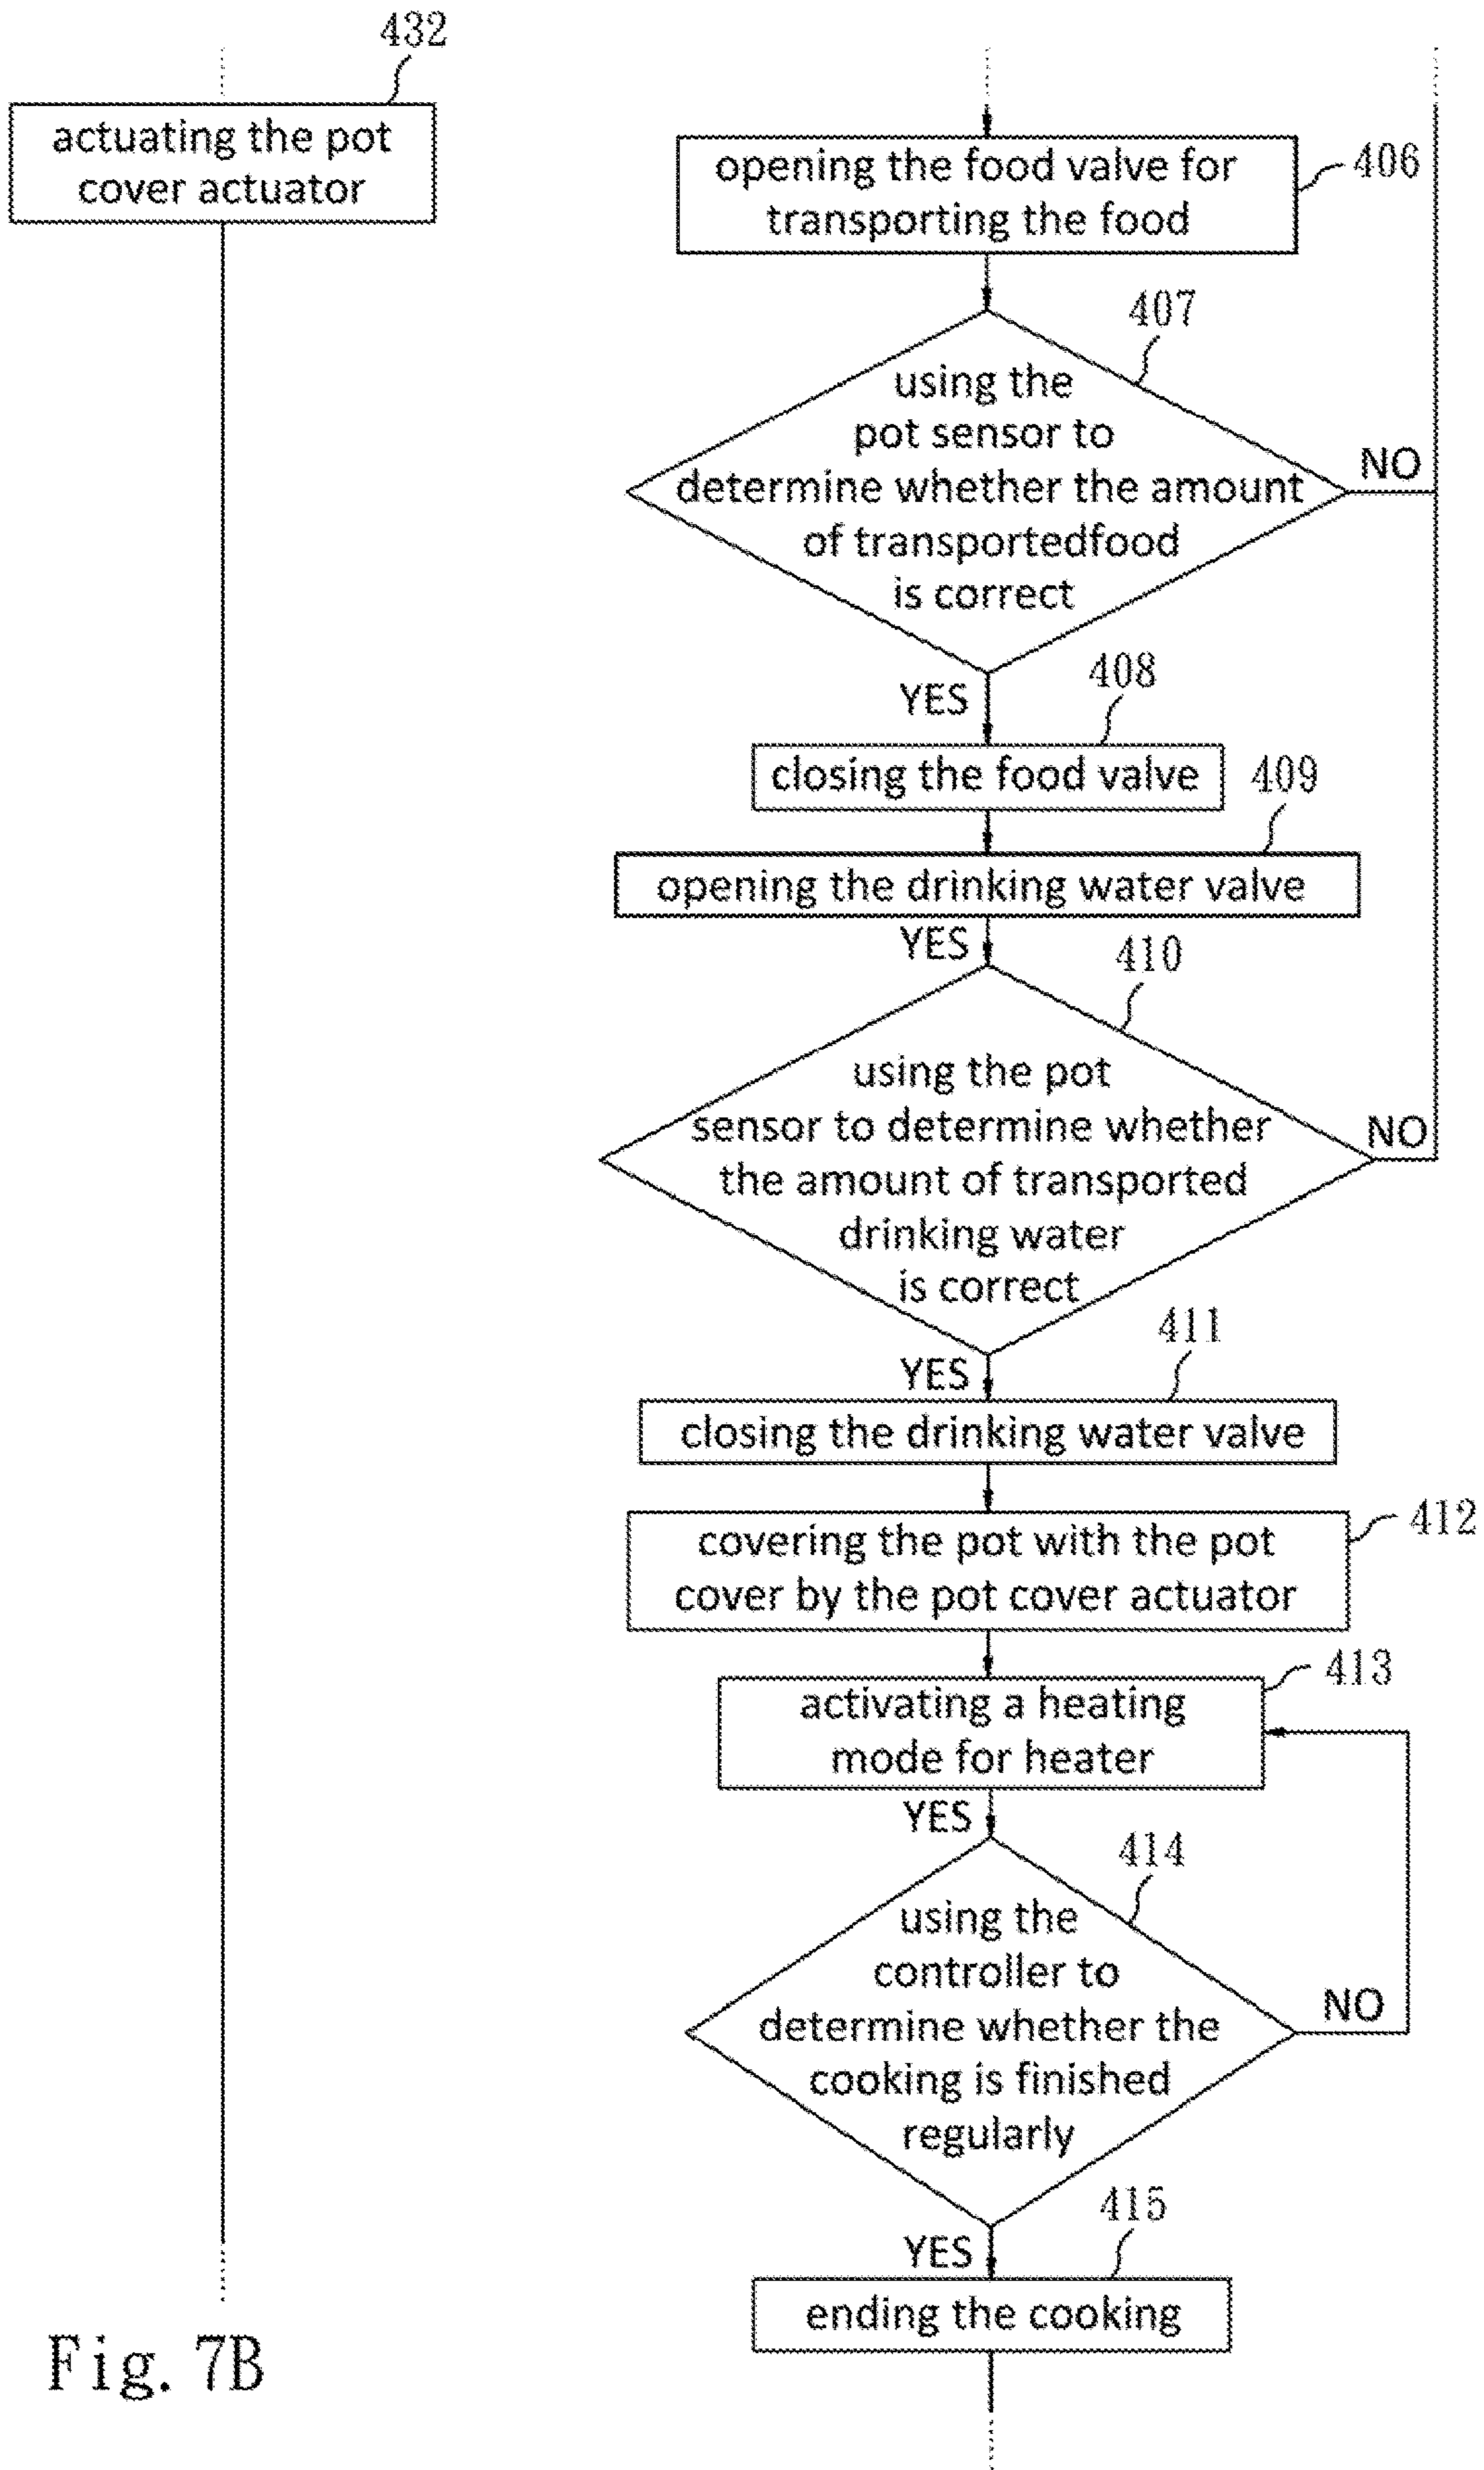 432
actuating the pot
cover actuator
opening the food valve for
transporting the food
406
407
using the
pot sensor to
determine whether the amount
of transportedfood
is correct
NO
YES
408
closing the food valve
409
opening the drinking water valve
YES
410
using the pot
sensor to determine whether
the amount of transported
drinking water
is correct
NO
YES
411
closing the drinking water valve
covering the pot with the pot
cover by the pot cover actuator
412
activating a heating
mode for heater
413
YES
414
using the
controller to
determine whether the
cooking is finished
regularly
NO
YES
415
ending the cooking
Fig. 7B